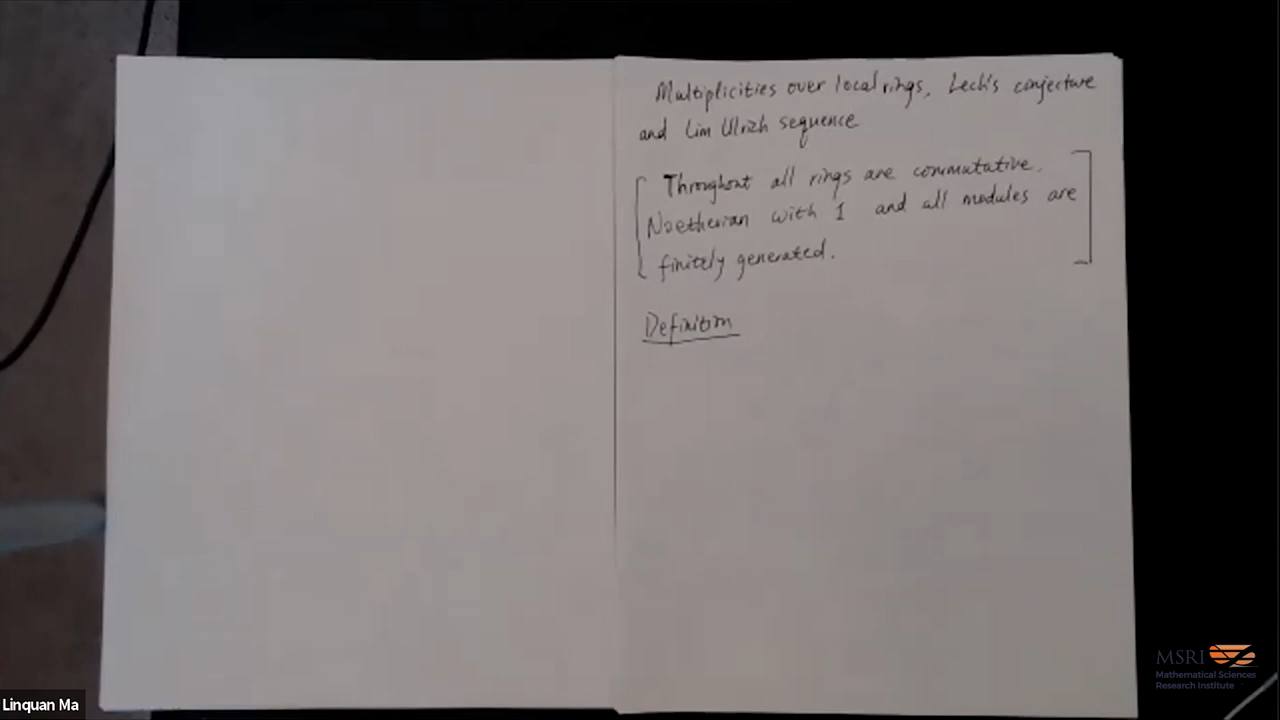 Multiplicities over local rings, Lech's conjecture
and Lim Ulrich sequence
Throughout all rings are commutative.
Noetherian with 1 and all modules are
finitely generated.
Definition
MSRI
Mathematical Sciences
Research Institute
Linquan Ma